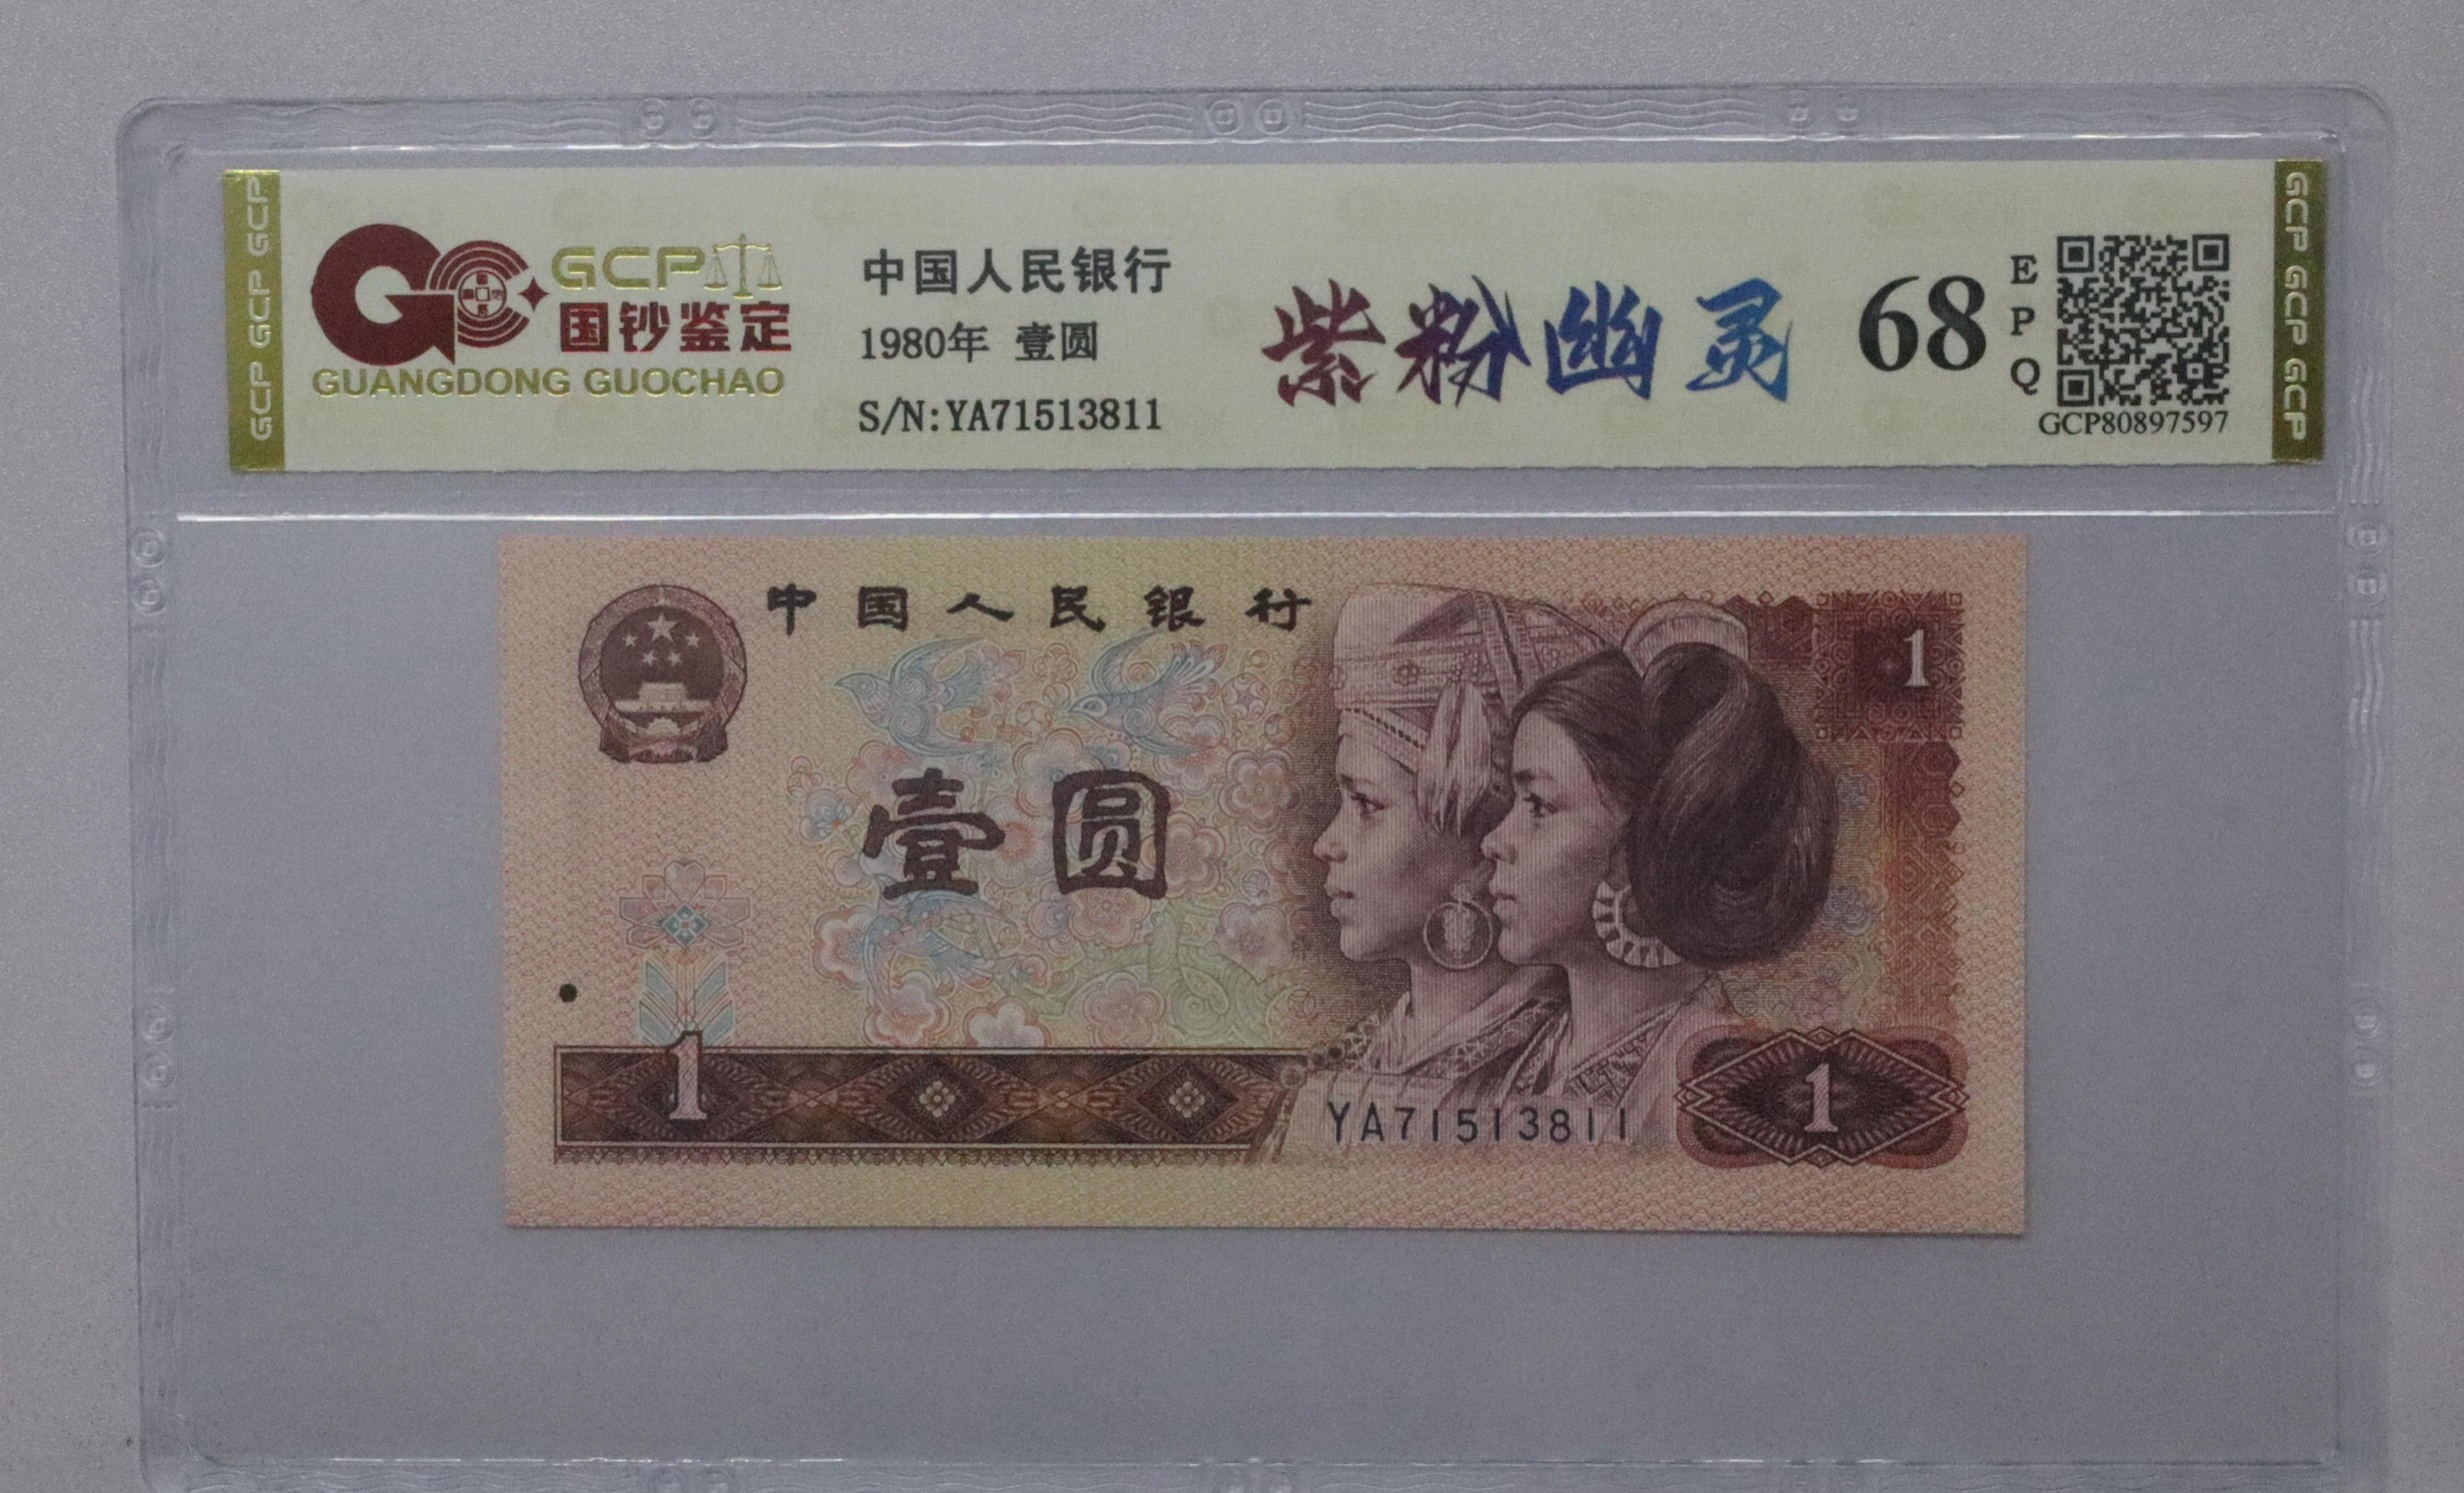 GCP GCP GCP
GCP
国钞鉴定
GUANGDONG GUOCHAO
中国人民银行
1980年 壹圆
S/N:YA71513811
紫粉幽灵
68
EPQ
GCP80897597
GCP GCP GCP
中国人民银行
1
壹圆
1
YA71513811
1